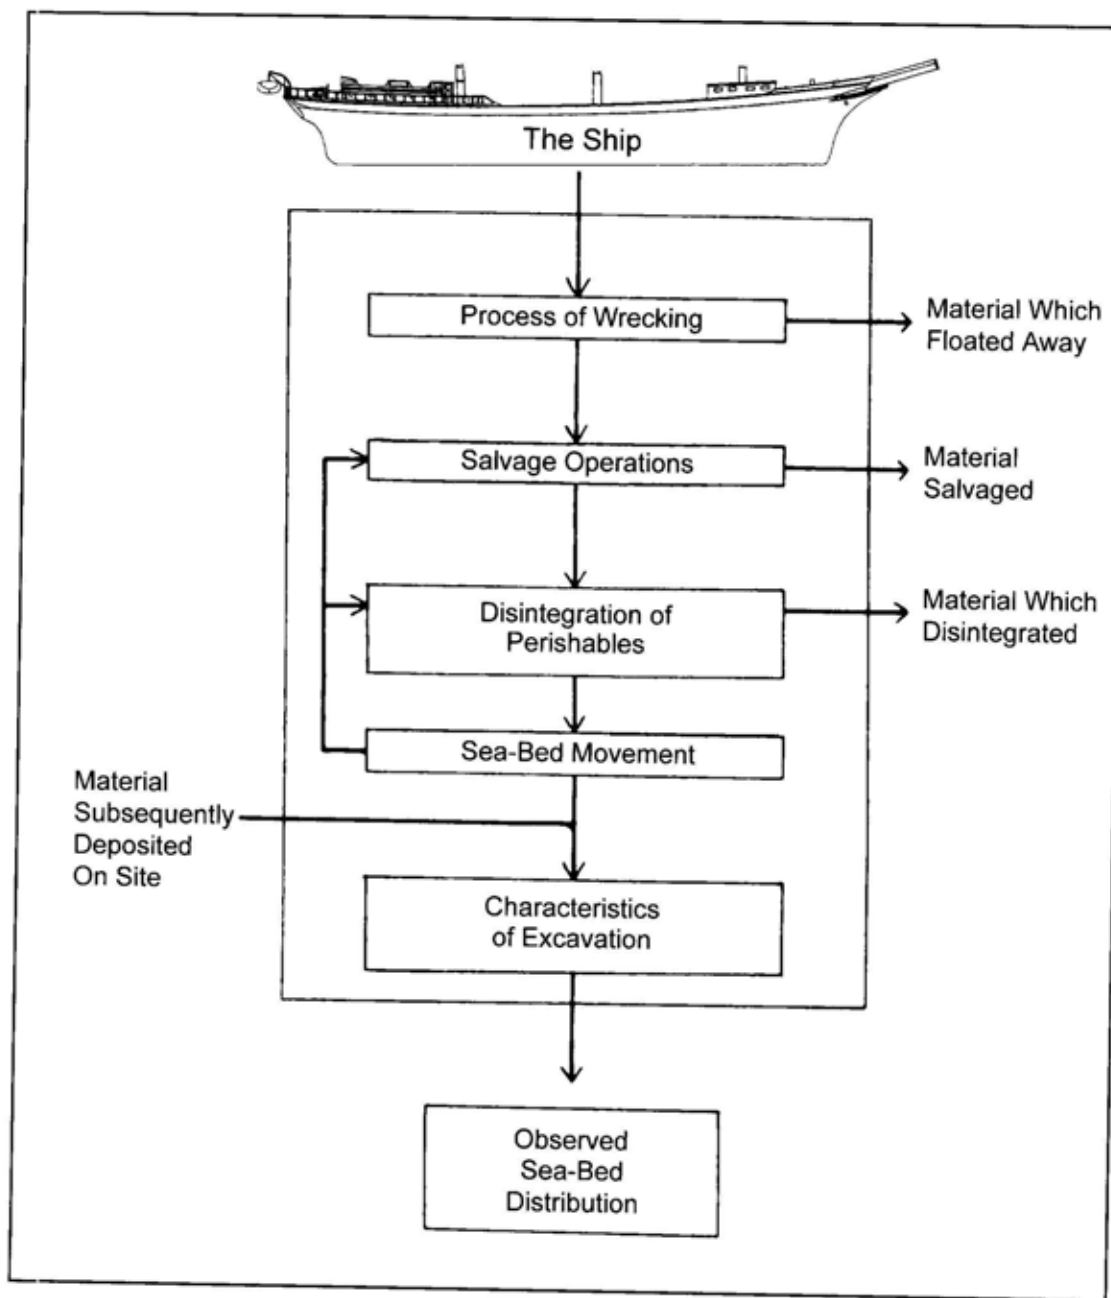 The Ship
Process of Wrecking
Material Which
Floated Away
Salvage Operations
Material
Salvaged
Disintegration of
Perishables
Material Which
Disintegrated
Sea-Bed Movement
Material
Subsequently
Deposited
On Site
Characteristics
of Excavation
Observed
Sea-Bed
Distribution